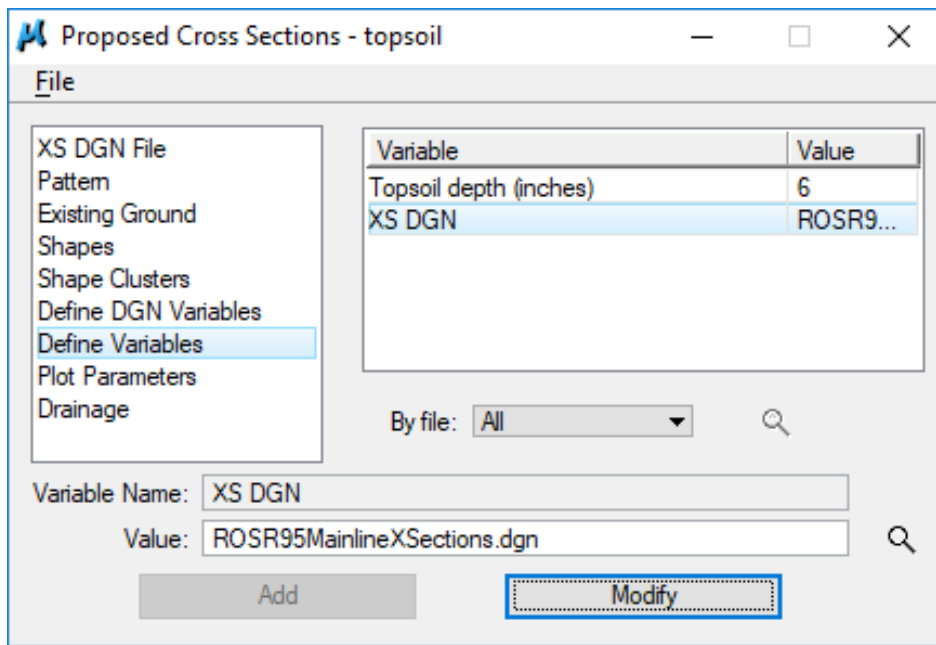 Proposed Cross Sections - topsoil
File
XS DGN File
Pattern
Existing Ground
Shapes
Shape Clusters
Define DGN Variables
Define Variables
Plot Parameters
Drainage
Variable Value
Topsoil depth (inches) 6
XS DGN ROSR9...
By file: All
Variable Name: XS DGN
Value: ROSR95MainlineXSections.dgn
Add Modify